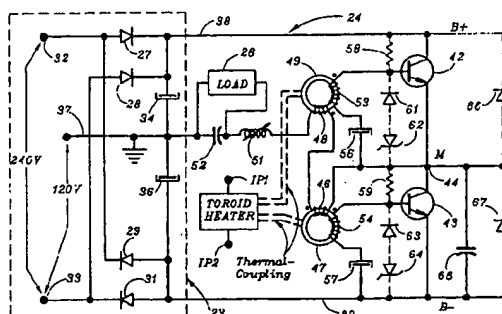 38
24
B+
32
27
26
LOAD
49
58
42
28
53
61
66
37
34
48
62
240V
120V
52
51
56
M
36
46
59
44
IP1
TOROID
HEATER
54
43
67
29
63
33
IP2
Thermal-
Coupling
47
57
64
68
31
B-